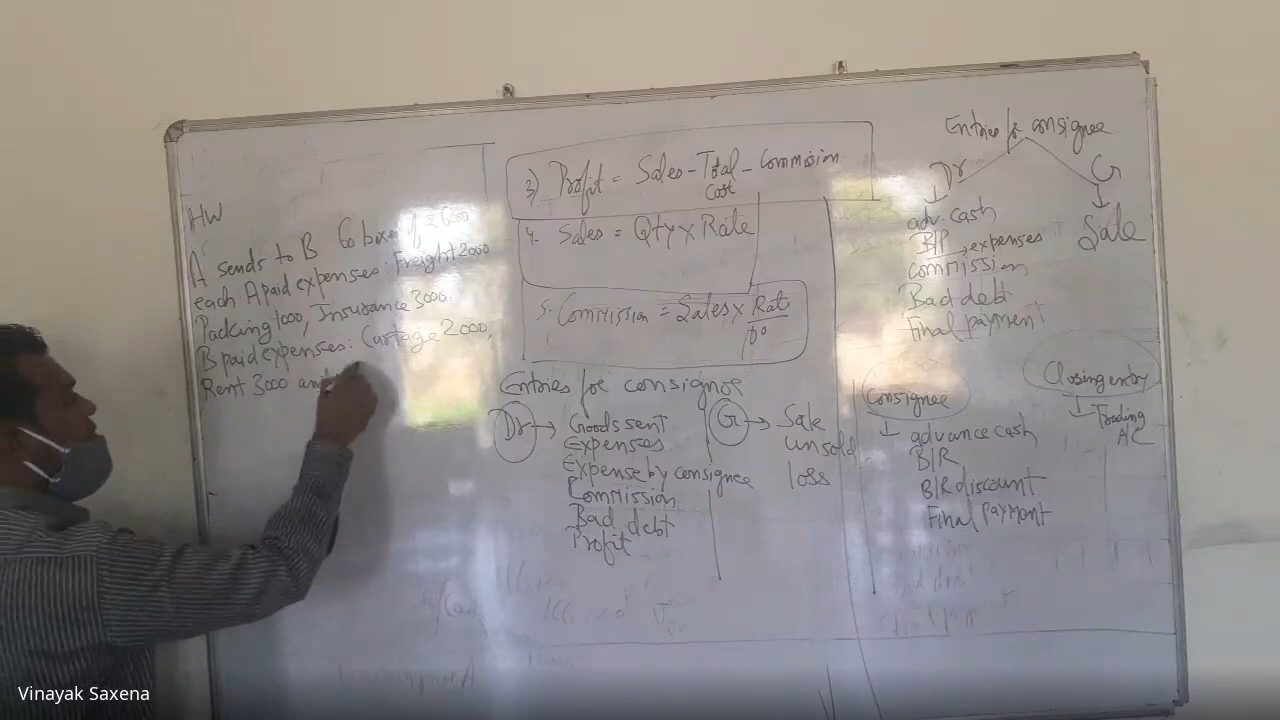 HW
A sends to B 60 boxes of
each. A paid expenses: Freight 2000
Packing 1000, Insurance 3000.
B paid expenses: Cartage 2000,
Rent 3000 and
3) Profit = Sales - Total cost - Commission
4. Sales = Qty x Rate
5. Commission = Sales x Rate
Entries for consignor
Dr → Goods sent
Expenses
Expense by consignee
Commission
Bad debt
Profit
Cr → Sale
Unsold
loss
Entries for consignee
Dr
adv. cash
B/P → expenses
commission
Bad debt
Final payment
Cr
Sale
Consignee
advance cash
B/R
B/R discount
Final payment
Closing entry
Trading A/C
Vinayak Saxena